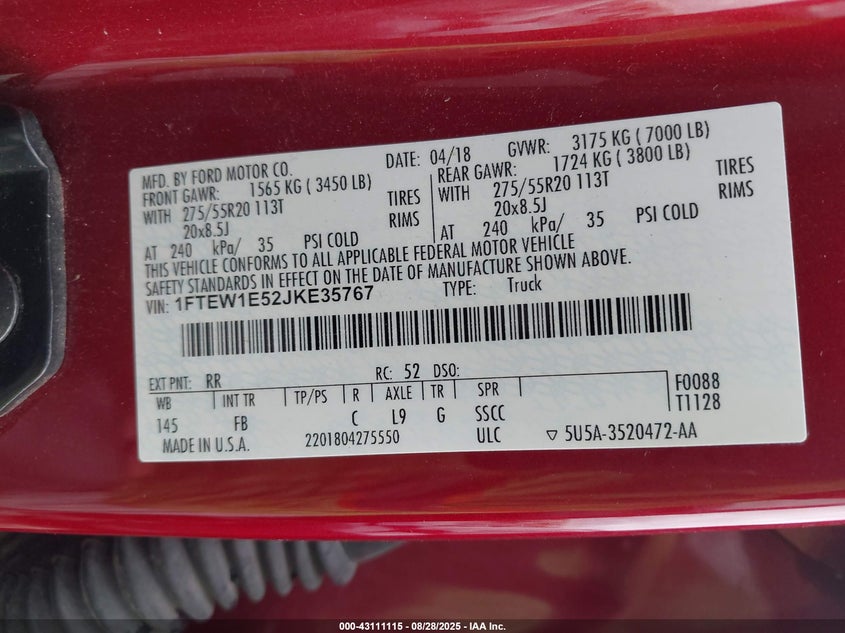 MFD. BY FORD MOTOR CO. DATE: 04/18 GVWR: 3175 KG ( 7000 LB)
FRONT GAWR: 1565 KG ( 3450 LB) REAR GAWR: 1724 KG ( 3800 LB)
WITH 275/55R20 113T TIRES WITH 275/55R20 113T TIRES
20x8.5J RIMS 20x8.5J RIMS
AT 240 kPa/ 35 PSI COLD AT 240 kPa/ 35 PSI COLD
THIS VEHICLE CONFORMS TO ALL APPLICABLE FEDERAL MOTOR VEHICLE
SAFETY STANDARDS IN EFFECT ON THE DATE OF MANUFACTURE SHOWN ABOVE.
VIN: 1FTEW1E52JKE35767 TYPE: Truck
EXT PNT: RR RC: 52 DSO:
WB INT TR TP/PS R AXLE TR SPR F0088
145 FB C L9 G SSCC T1128
MADE IN U.S.A. 2201804275550 ULC ▽ 5U5A-3520472-AA
000-43111115 | 08/28/2025 - IAA Inc.